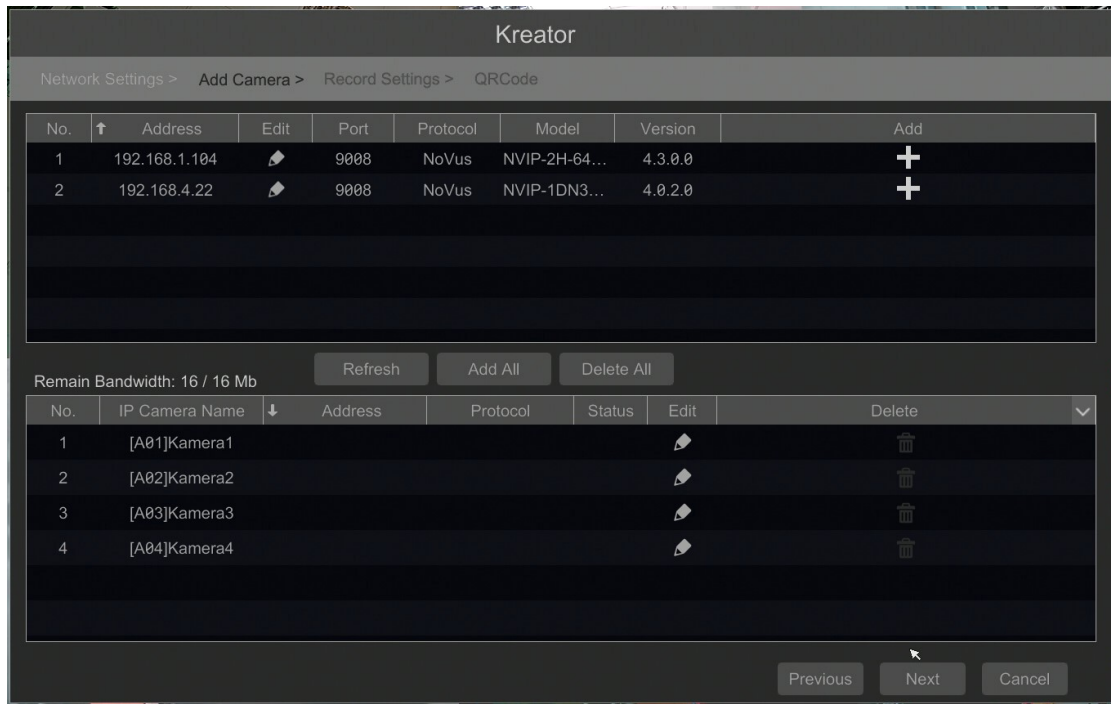 Kreator
Network Settings > Add Camera > Record Settings > QRCode
No. Address Edit Port Protocol Model Version Add
1 192.168.1.104 9008 NoVus NVIP-2H-64... 4.3.0.0
2 192.168.4.22 9008 NoVus NVIP-1DN3... 4.0.2.0
Refresh Add All Delete All
Remain Bandwidth: 16 / 16 Mb
No. IP Camera Name Address Protocol Status Edit Delete
1 [A01]Kamera1
2 [A02]Kamera2
3 [A03]Kamera3
4 [A04]Kamera4
Previous Next Cancel